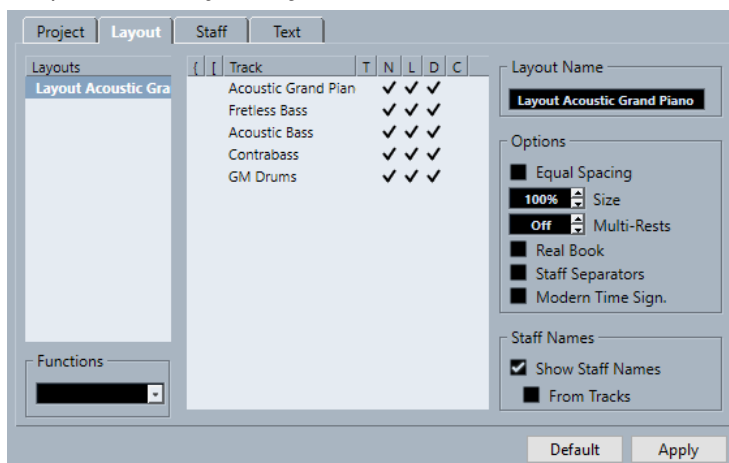 Project Layout Staff Text
Layouts
Layout Acoustic Gra
{ [ Track T N L D C
Acoustic Grand Pian
Fretless Bass
Acoustic Bass
Contrabass
GM Drums
Functions
Layout Name
Layout Acoustic Grand Piano
Options
Equal Spacing
100% Size
Off Multi-Rests
Real Book
Staff Separators
Modern Time Sign.
Staff Names
Show Staff Names
From Tracks
Default Apply